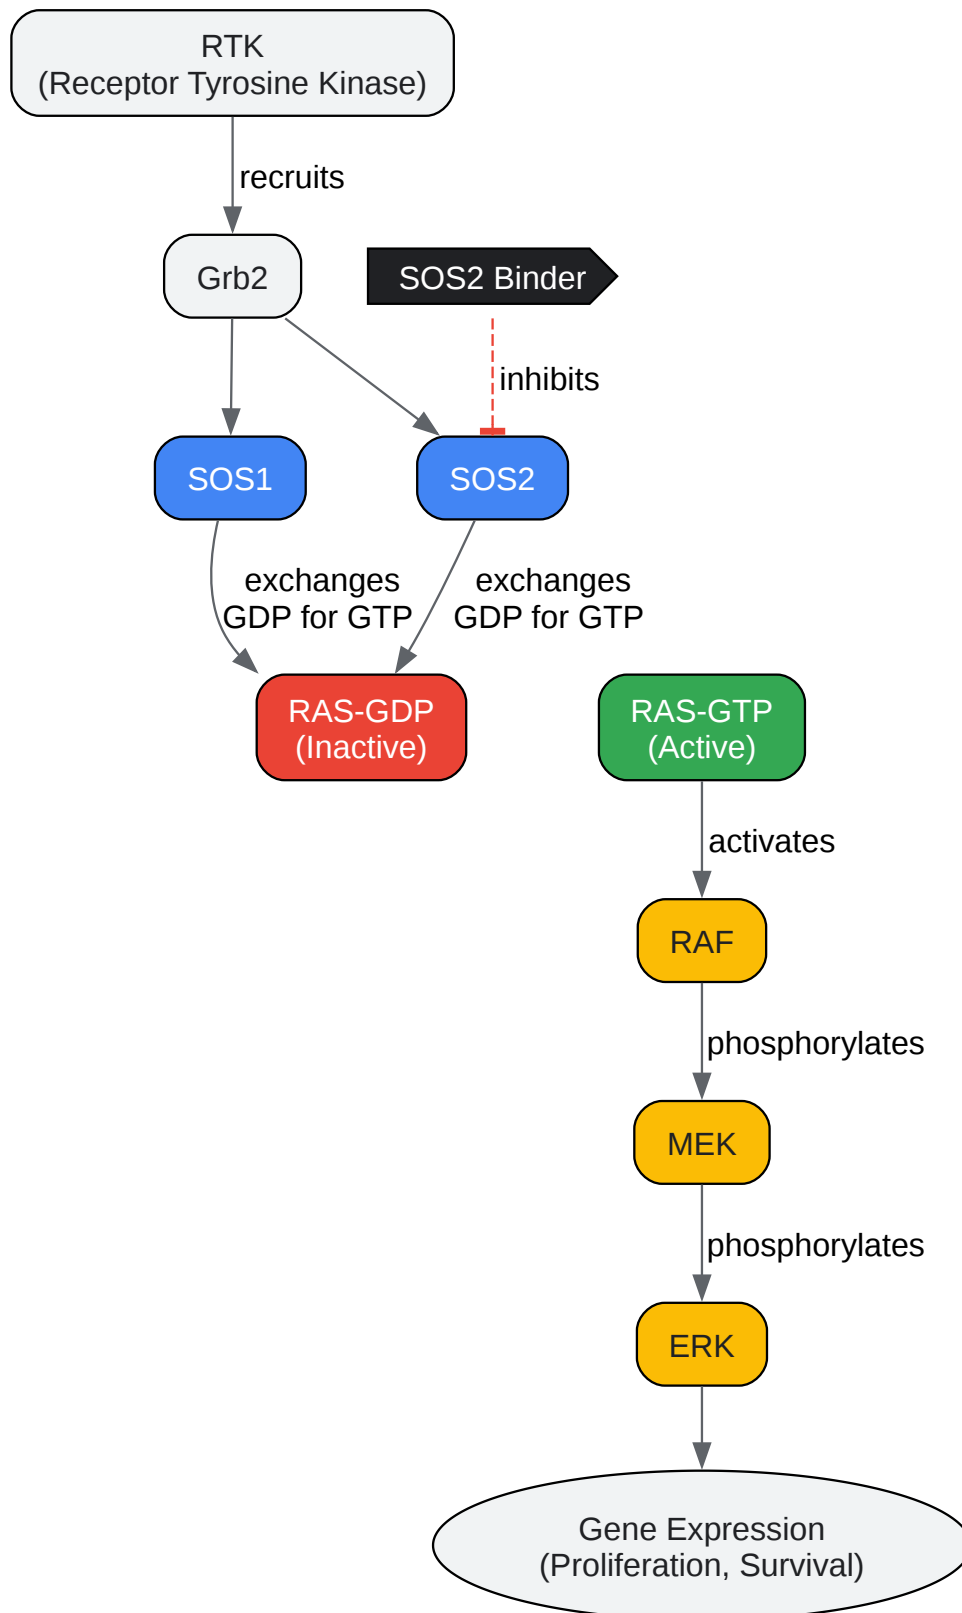 RTK
(Receptor Tyrosine Kinase)
recruits
Grb2
SOS2 Binder
inhibits
SOS1
SOS2
exchanges
GDP for GTP
exchanges
GDP for GTP
RAS-GDP
(Inactive)
RAS-GTP
(Active)
activates
RAF
phosphorylates
MEK
phosphorylates
ERK
Gene Expression
(Proliferation, Survival)